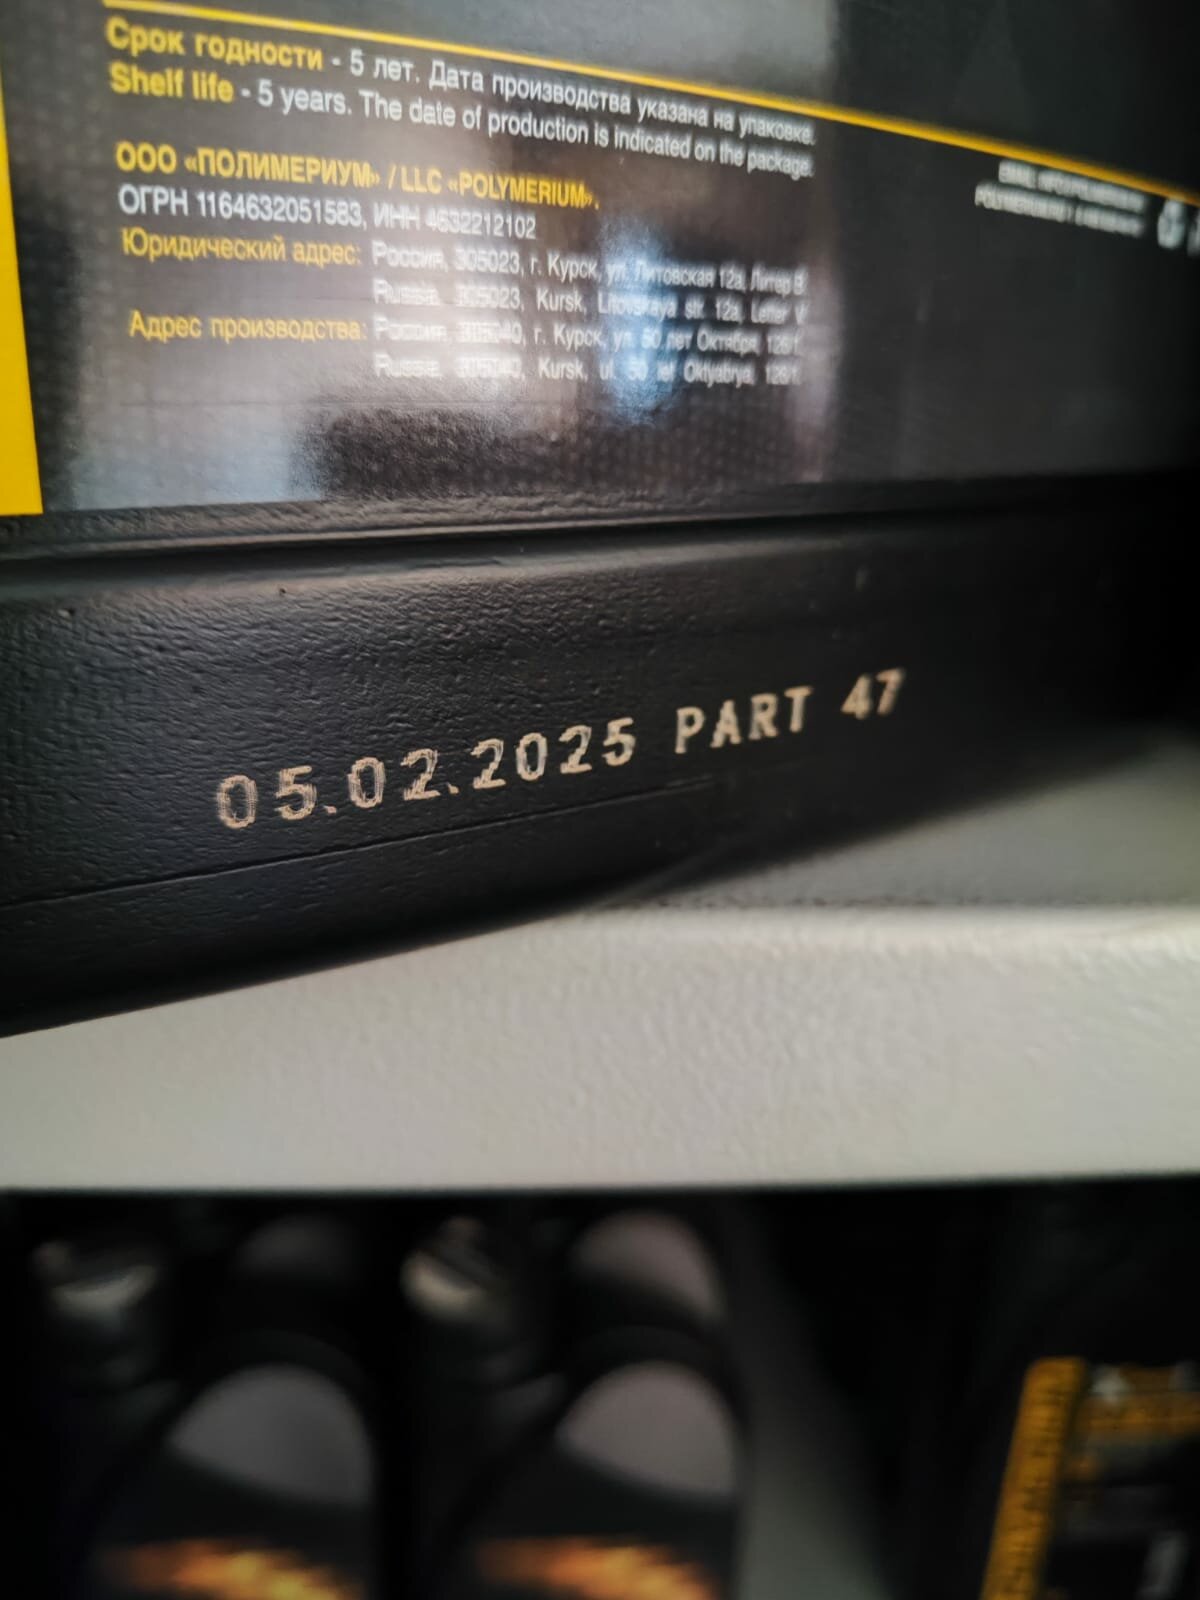 Срок годности - 5 лет. Дата производства указана на упаковке.
Shelf life - 5 years. The date of production is indicated on the package.
ООО «ПОЛИМЕРИУМ» / LLC «POLYMERIUM».
ОГРН 1164632051583, ИНН 4632212102
Юридический адрес: Россия, 305023, г. Курск, ул. Литовская 12а, Литер В
Russia, 305023, Kursk, Litovskaya str. 12a, Letter V
Адрес производства: Россия, 305040, г. Курск, ул. 50 лет Октября,
Russia, 305040, Kursk, ul. 50 let Oktyabrya,
05.02.2025 PART 47